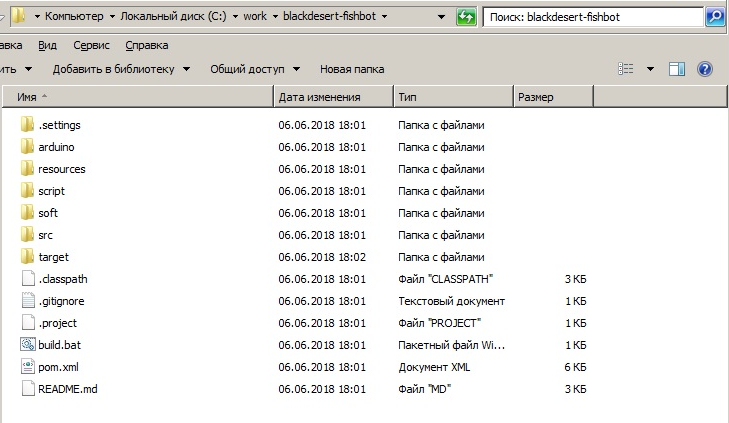 Компьютер Локальный диск (C:) work blackdesert-fishbot Поиск: blackdesert-fishbot
авка Вид Сервис Справка
ить Добавить в библиотеку Общий доступ Новая папка
Имя Дата изменения Тип Размер
.settings 06.06.2018 18:01 Папка с файлами
arduino 06.06.2018 18:01 Папка с файлами
resources 06.06.2018 18:01 Папка с файлами
script 06.06.2018 18:01 Папка с файлами
soft 06.06.2018 18:01 Папка с файлами
src 06.06.2018 18:01 Папка с файлами
target 06.06.2018 18:02 Папка с файлами
.classpath 06.06.2018 18:01 Файл "CLASSPATH" 3 КБ
.gitignore 06.06.2018 18:01 Текстовый документ 1 КБ
.project 06.06.2018 18:01 Файл "PROJECT" 1 КБ
build.bat 06.06.2018 18:01 Пакетный файл Wi... 1 КБ
pom.xml 06.06.2018 18:01 Документ XML 6 КБ
README.md 06.06.2018 18:01 Файл "MD" 3 КБ